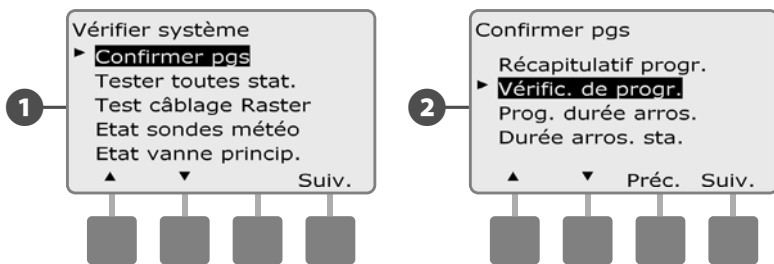 1
Vérifier système
► Confirmer pgs
Tester toutes stat.
Test câblage Raster
Etat sondes météo
Etat vanne princip.
▲ ▼ Suiv.
2
Confirmer pgs
Récapitulatif progr.
► Vérific. de progr.
Prog. durée arros.
Durée arros. sta.
▲ ▼ Préc. Suiv.